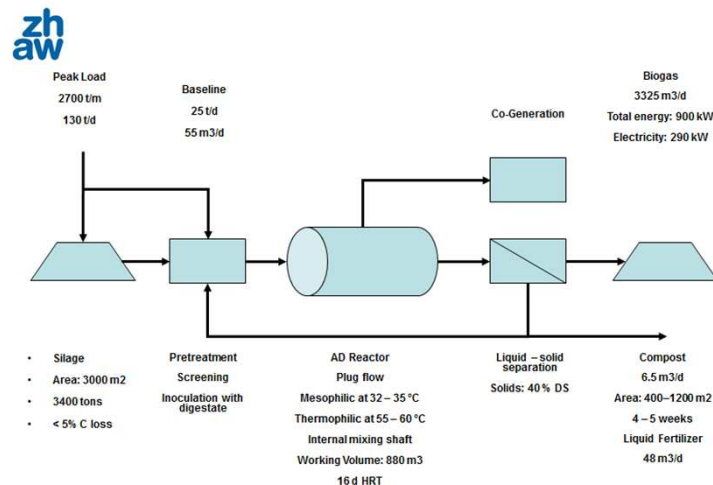 zh
aw
Peak Load
2700 t/m
130 t/d
Baseline
25 t/d
55 m3/d
Co-Generation
Biogas
3325 m3/d
Total energy: 900 kW
Electricity: 290 kW
• Silage
• Area: 3000 m2
• 3400 tons
• < 5% C loss
Pretreatment
Screening
Inoculation with
digestate
AD Reactor
Plug flow
Mesophilic at 32 – 35 °C
Thermophilic at 55 – 60 °C
Internal mixing shaft
Working Volume: 880 m3
16 d HRT
Liquid – solid
separation
Solids: 40% DS
Compost
6.5 m3/d
Area: 400–1200 m2
4 – 5 weeks
Liquid Fertilizer
48 m3/d